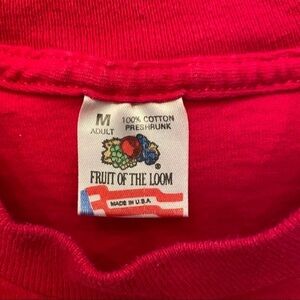 M 100% COTTON
ADULT PRESHRUNK
FRUIT OF THE LOOM®
MADE IN U.S.A.